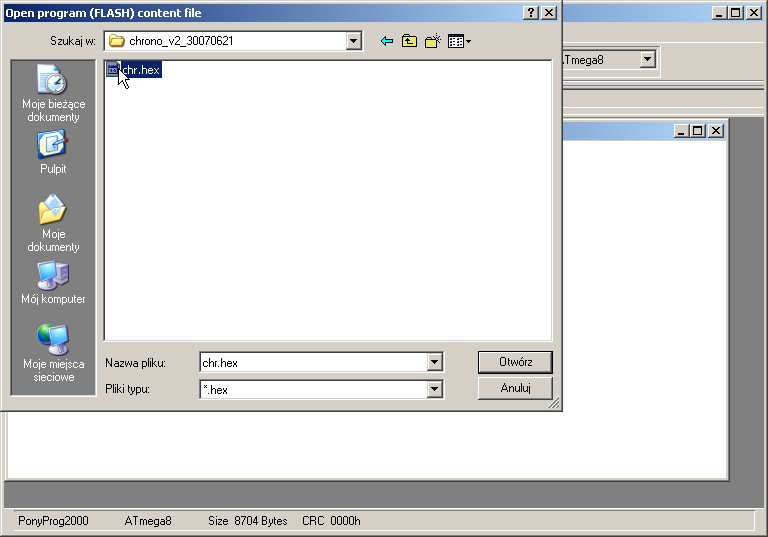 Open program (FLASH) content file
Szukaj w:
chrono_v2_30070621
ATmega8
chr.hex
Moje bieżące
dokumenty
Pulpit
Moje
dokumenty
Mój komputer
Moje miejsca
sieciowe
Nazwa pliku:
chr.hex
Otwórz
Pliki typu:
*.hex
Anuluj
PonyProg2000
ATmega8
Size 8704 Bytes
CRC 0000h